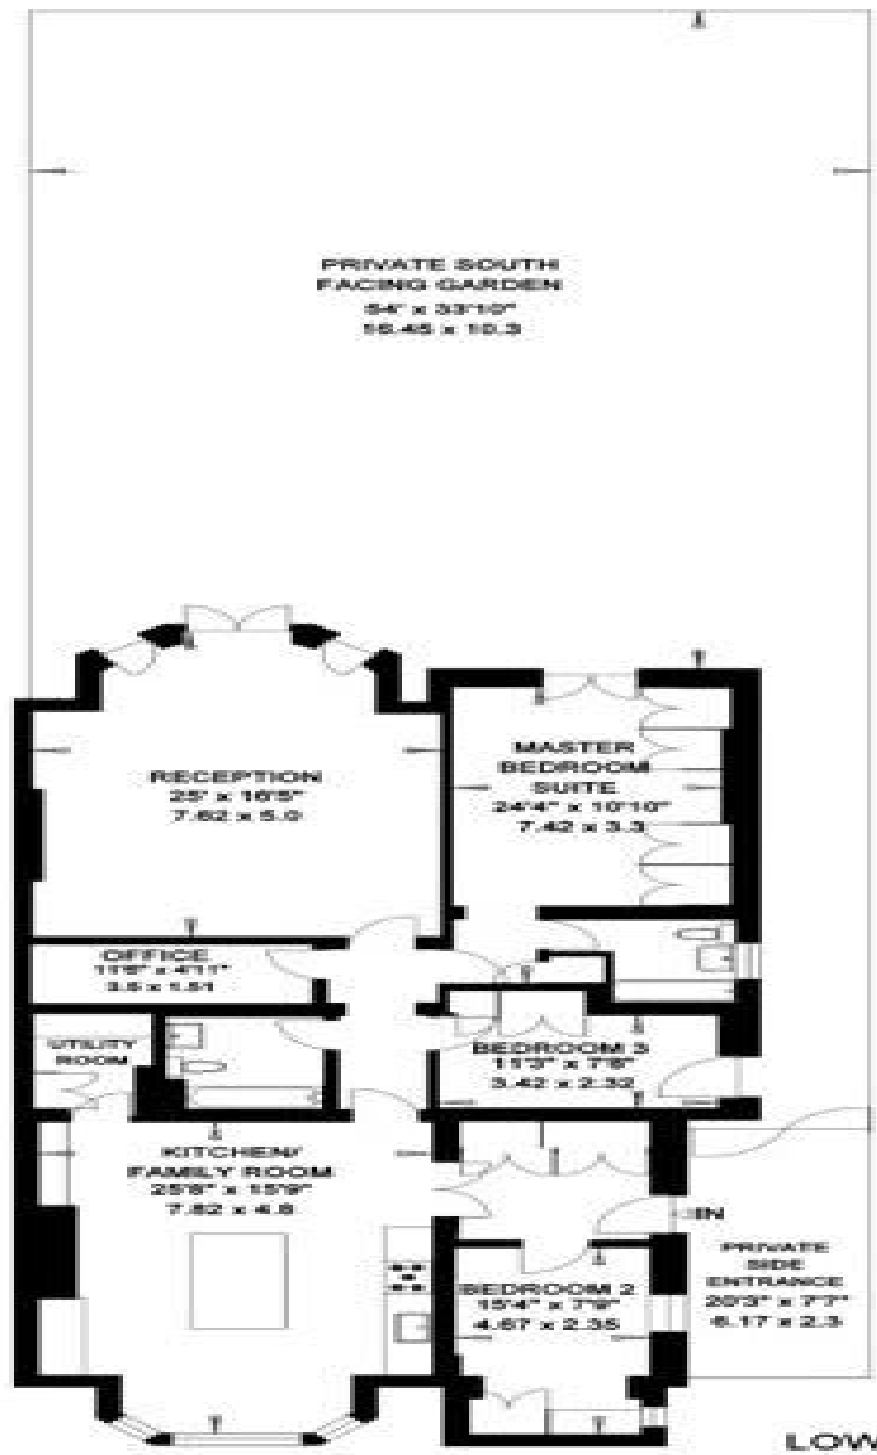 PRIVATE SOUTH
FACING GARDEN
54' x 33'10"
16.45 x 10.3
RECEPTION
25' x 16'5"
7.62 x 5.0
MASTER
BEDROOM
SUITE
24'4" x 10'10"
7.42 x 3.3
OFFICE
11'6" x 4'11"
3.5 x 1.51
UTILITY
ROOM
BEDROOM 3
11'3" x 7'8"
3.42 x 2.32
KITCHEN/
FAMILY ROOM
25'8" x 15'9"
7.82 x 4.8
IN
PRIVATE
SIDE
ENTRANCE
20'3" x 7'7"
6.17 x 2.3
BEDROOM 2
15'4" x 7'9"
4.67 x 2.35
LOW